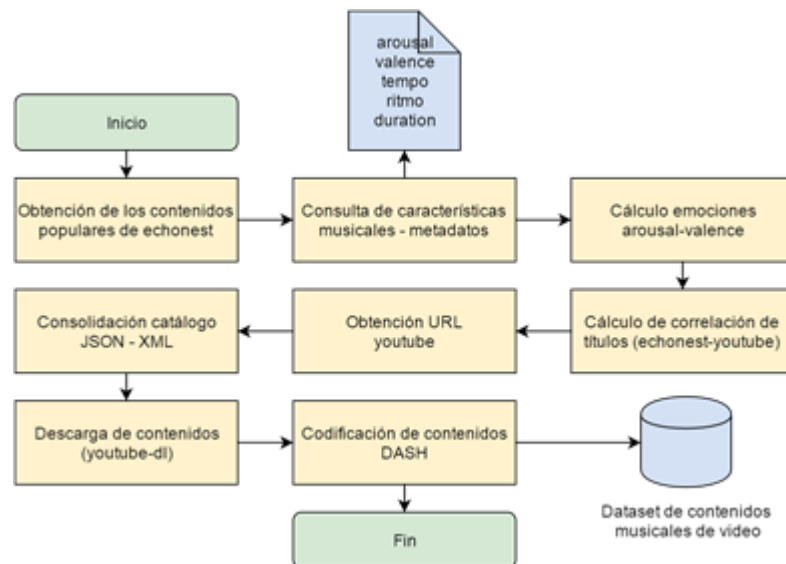 arousal
valence
tempo
ritmo
duration
Inicio
Obtención de los contenidos
populares de echonest
Consulta de características
musicales - metadatos
Cálculo emociones
arousal-valence
Consolidación catálogo
JSON - XML
Obtención URL
youtube
Cálculo de correlación de
títulos (echonest-youtube)
Descarga de contenidos
(youtube-dl)
Codificación de contenidos
DASH
Dataset de contenidos
musicales de video
Fin